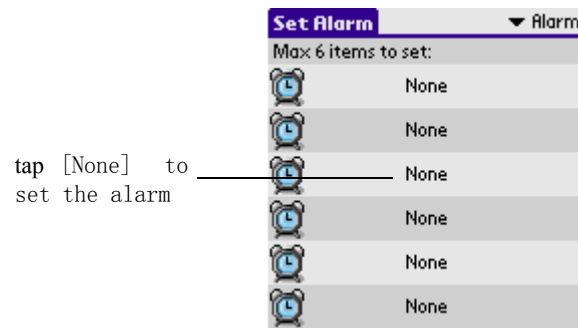 Set Alarm
Alarm
Max 6 items to set:
None
None
tap [None] to
set the alarm
None
None
None
None